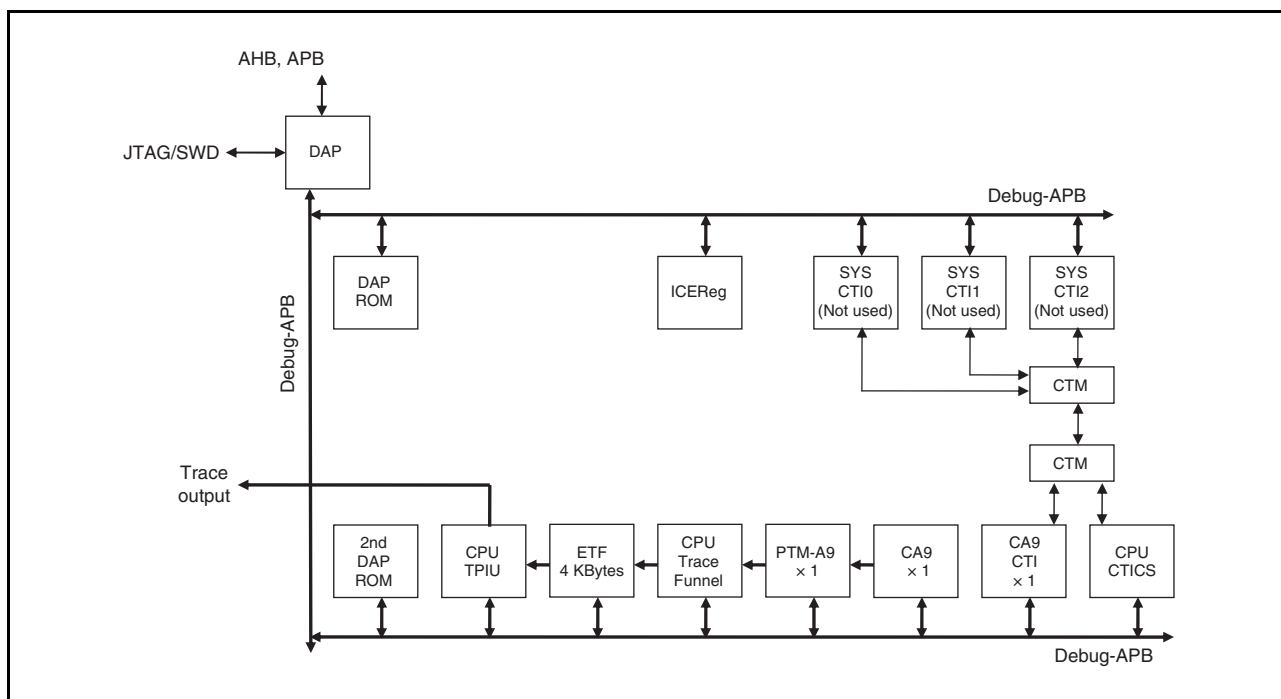 AHB, APB
JTAG/SWD
DAP
Debug-APB
Debug-APB
DAP
ROM
ICEReg
SYS
CTI0
(Not used)
SYS
CTI1
(Not used)
SYS
CTI2
(Not used)
CTM
CTM
Trace
output
2nd
DAP
ROM
CPU
TPIU
ETF
4 KBytes
CPU
Trace
Funnel
PTM-A9
× 1
CA9
× 1
CA9
CTI
× 1
CPU
CTICS
Debug-APB